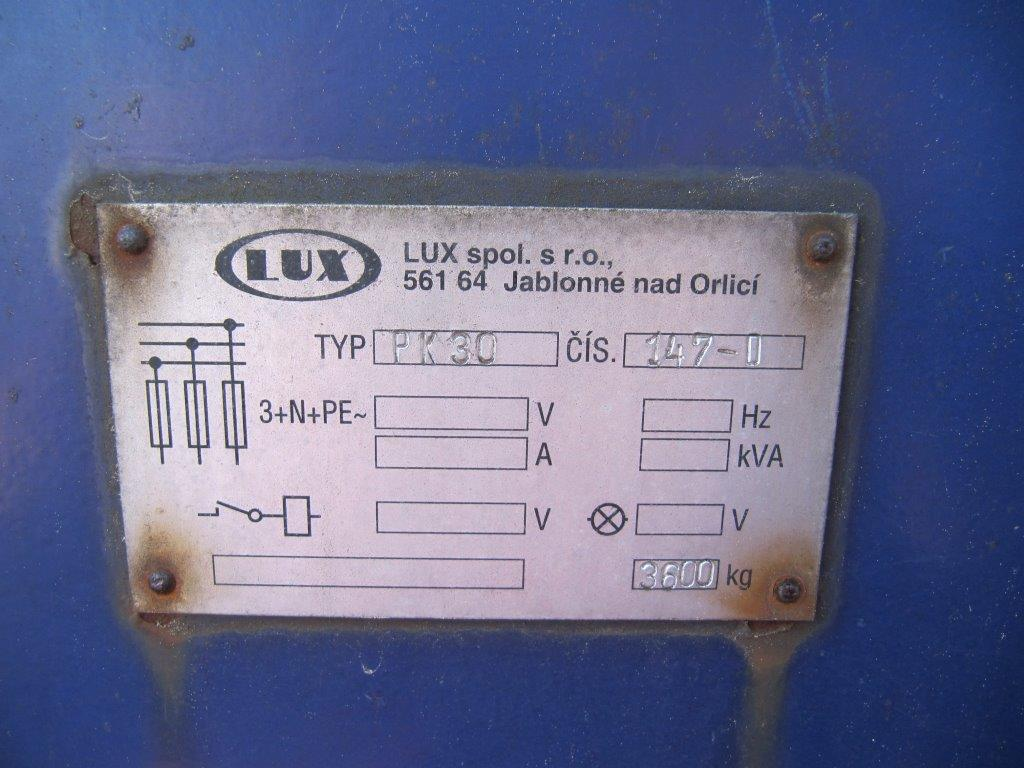 LUX
LUX spol. s r.o.,
561 64 Jablonné nad Orlicí
TYP PK30 ČÍS. 147-0
3+N+PE~ V Hz
A kVA
V V
3600 kg